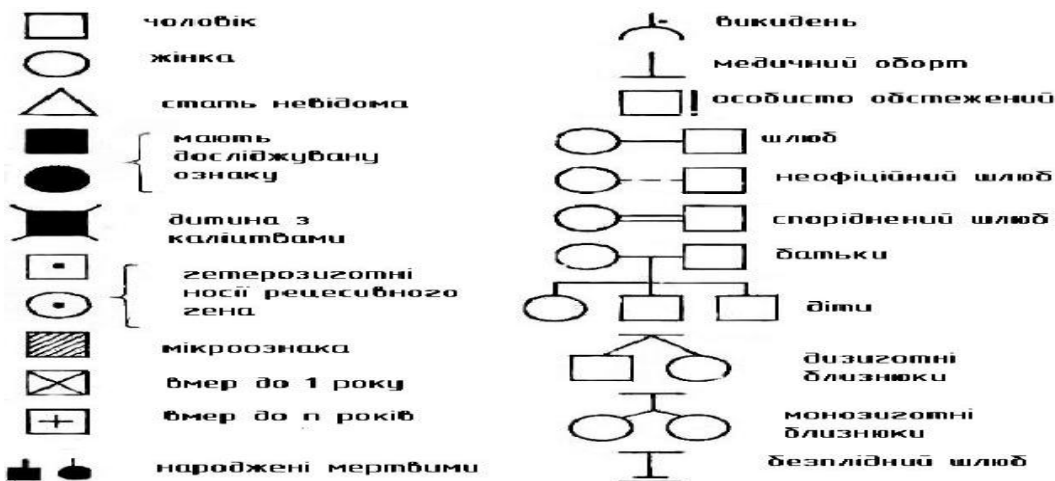 чоловік
жінка
стать невідома
мають
досліджувану
ознаку
дитина з
каліцтвами
гетерозиготні
носії рецесивного
гена
мікроознака
вмер до 1 року
вмер до n років
народжені мертвими
викидень
медичний оборт
особисто обстежений
шлюб
неофіційний шлюб
споріднений шлюб
батьки
діти
дизиготні
близнюки
монозиготні
близнюки
безплідний шлюб